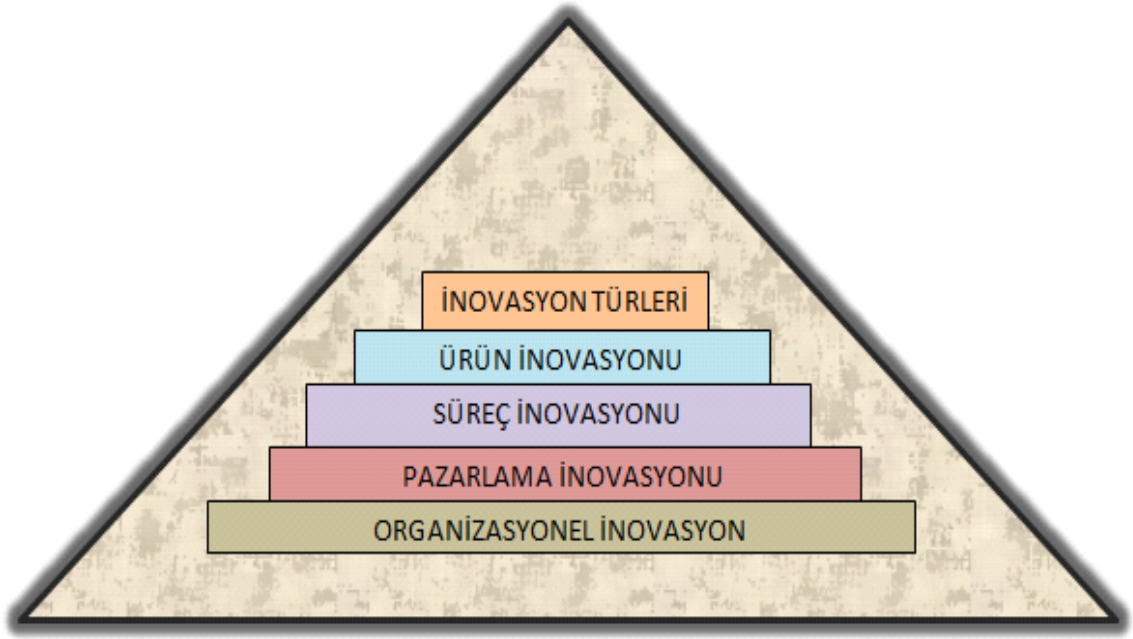 İNOVASYON TÜRLERİ
ÜRÜN İNOVASYONU
SÜREÇ İNOVASYONU
PAZARLAMA İNOVASYONU
ORGANİZASYONEL İNOVASYON